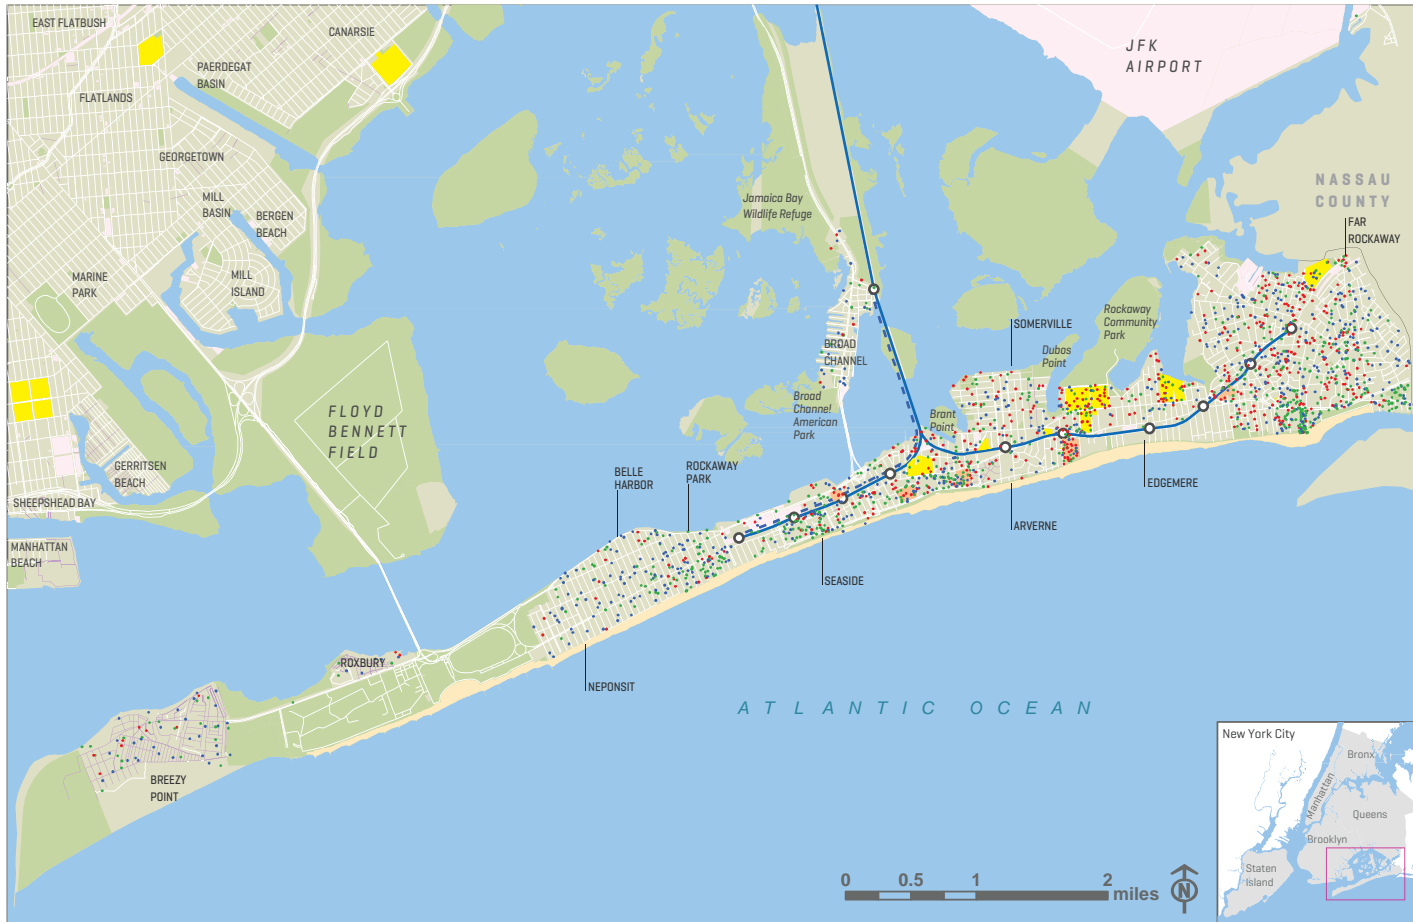 EAST FLATBUSH
CANARSIE
JFK
AIRPORT
PAERDEGAT
BASIN
FLATLANDS
GEORGETOWN
NASSAU
COUNTY
MILL
BASIN
BERGEN
BEACH
Jamaica Bay
Wildlife Refuge
FAR
ROCKAWAY
MARINE
PARK
MILL
ISLAND
Rockaway
Community
Park
SOMERVILLE
BROAD
CHANNEL
Dubos
Point
Broad
Channel
American
Park
Brant
Point
FLOYD
BENNETT
FIELD
GERRITSEN
BEACH
BELLE
HARBOR
ROCKAWAY
PARK
EDGEMERE
SHEEPSHEAD BAY
ARVERNE
MANHATTAN
BEACH
SEASIDE
ROXBURY
NEPONSIT
ATLANTIC OCEAN
BREEZY
POINT
New York City
Bronx
Manhattan
Queens
Brooklyn
Staten
Island
0 0.5 1 2
miles
N